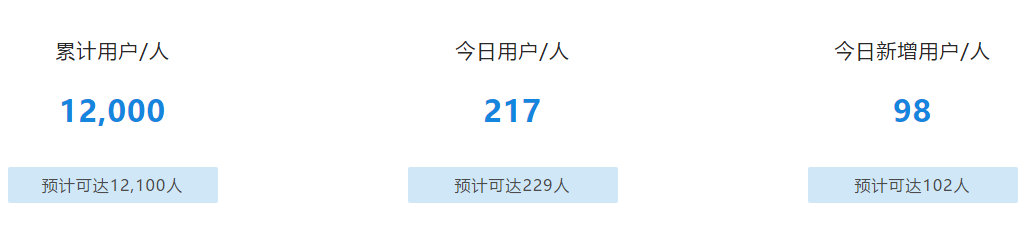 累计用户/人
今日用户/人
今日新增用户/人
12,000
217
98
预计可达12,100人
预计可达229人
预计可达102人